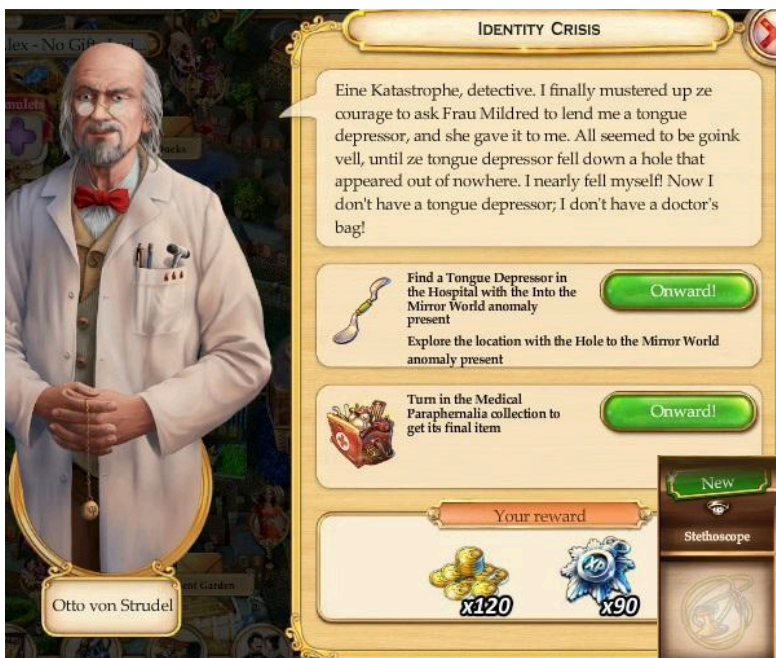 lex - No Gift
IDENTITY CRISIS
Eine Katastrophe, detective. I finally mustered up ze
courage to ask Frau Mildred to lend me a tongue
depressor, and she gave it to me. All seemed to be goink
vell, until ze tongue depressor fell down a hole that
appeared out of nowhere. I nearly fell myself! Now I
don't have a tongue depressor; I don't have a doctor's
bag!
Find a Tongue Depressor in
the Hospital with the Into the
Mirror World anomaly
present
Onward!
Explore the location with the Hole to the Mirror World
anomaly present
Turn in the Medical
Paraphernalia collection to
get its final item
Onward!
New
Stethoscope
Your reward
XP
x120
x90
Otto von Strudel